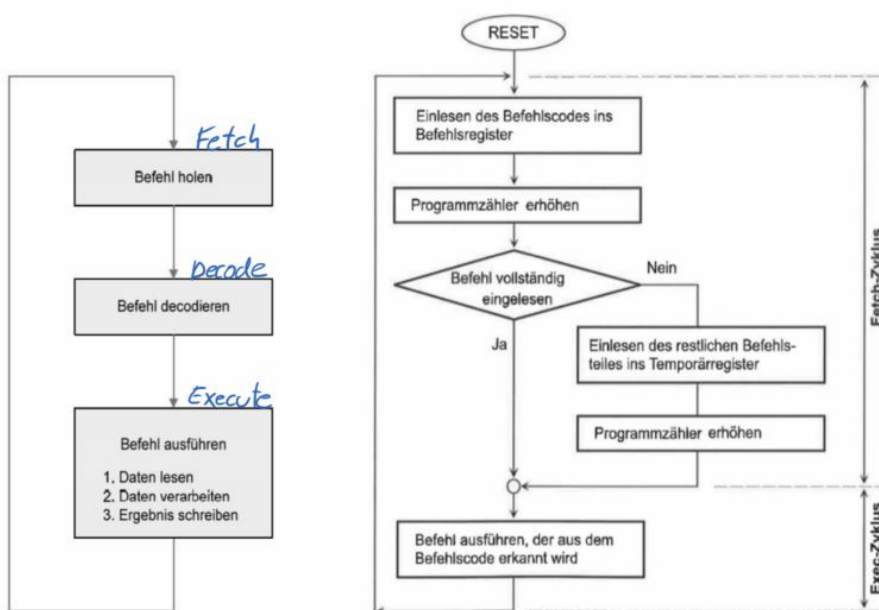 Fetch
Befehl holen
Decode
Befehl decodieren
Execute
Befehl ausführen
1. Daten lesen
2. Daten verarbeiten
3. Ergebnis schreiben
RESET
Einlesen des Befehlscodes ins
Befehlsregister
Programmzähler erhöhen
Befehl vollständig
eingelesen
Nein
Ja
Einlesen des restlichen Befehls-
teiles ins Temporärregister
Programmzähler erhöhen
Befehl ausführen, der aus dem
Befehlscode erkannt wird
Fetch-Zyklus
Exec-Zyklus